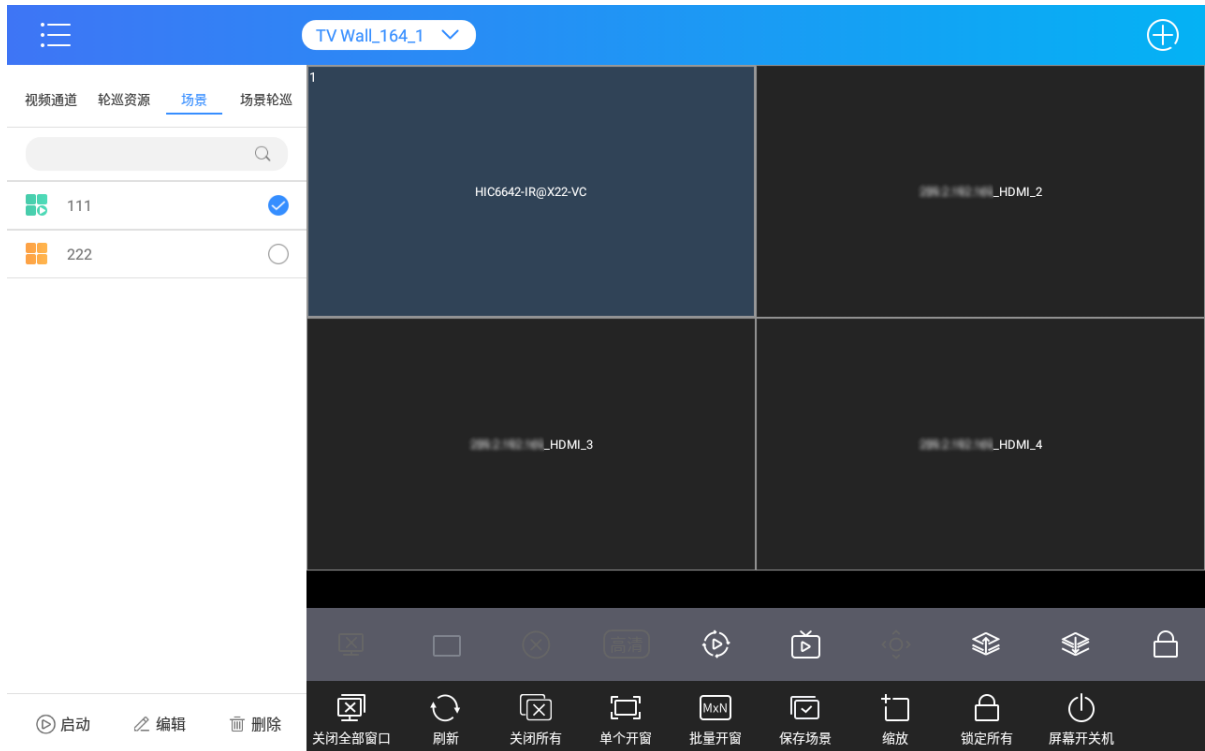 TV Wall_164_1
视频通道 轮巡资源 场景 场景轮巡
111
222
1
HIC6642-IR@X22-VC
_HDMI_2
_HDMI_3
_HDMI_4
高清
MxN
关闭全部窗口 刷新 关闭所有 单个开窗 批量开窗 保存场景 缩放 锁定所有 屏幕开关机
启动 编辑 删除